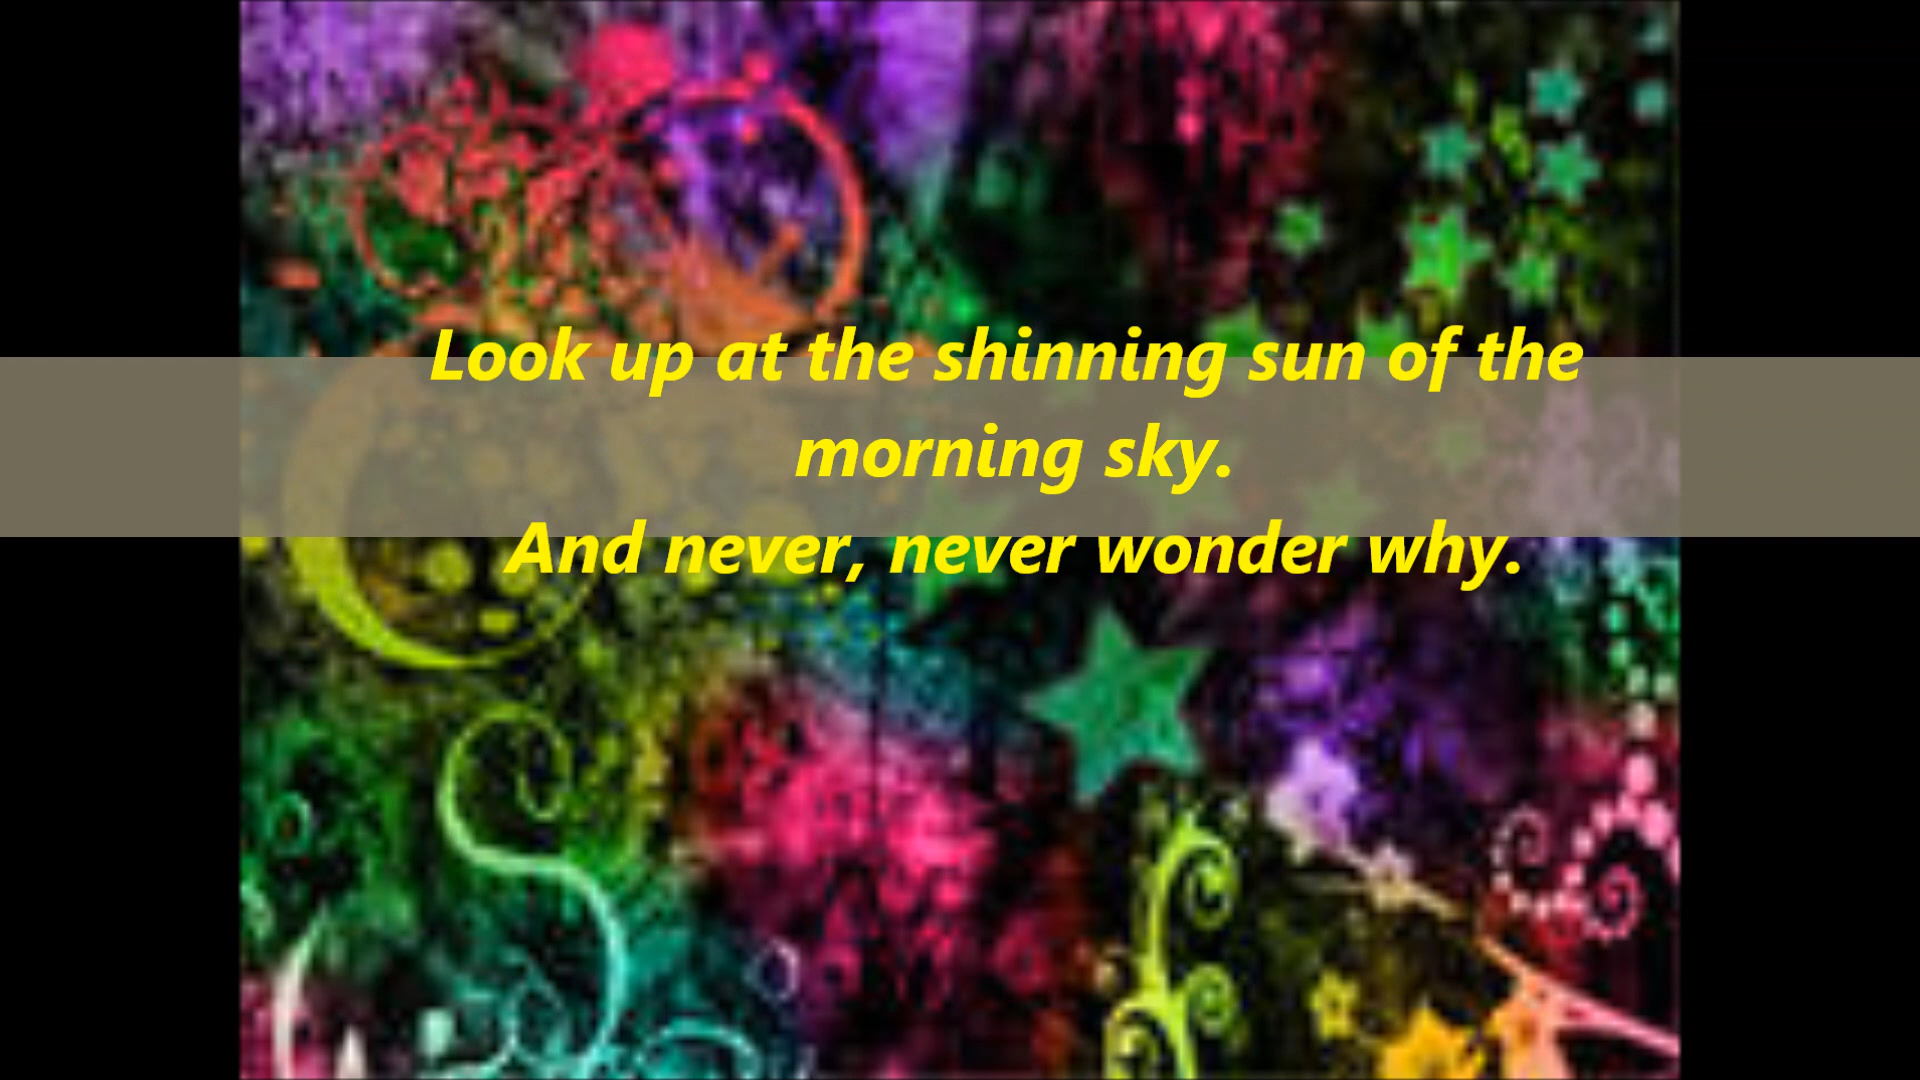 Look up at the shinning sun of the
morning sky.
And never, never wonder why.